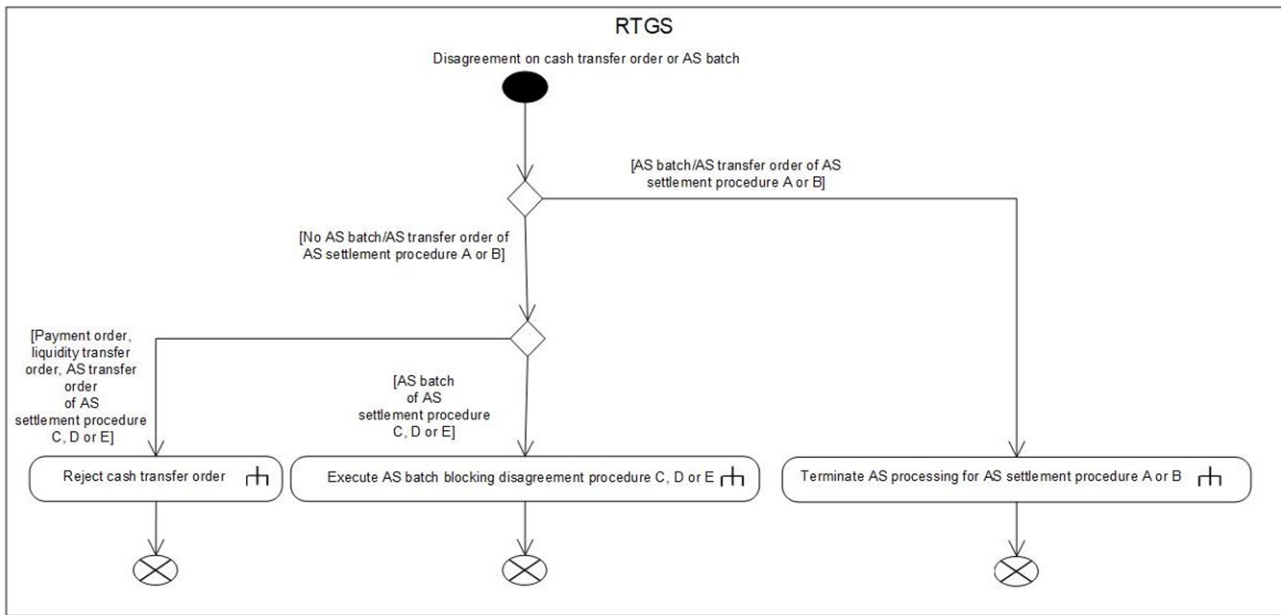 RTGS
Disagreement on cash transfer order or AS batch
[AS batch/AS transfer order of AS
settlement procedure A or B]
[No AS batch/AS transfer order of
AS settlement procedure A or B]
[Payment order,
liquidity transfer
order, AS transfer
order
of AS
settlement procedure
C, D or E]
[AS batch
of AS
settlement procedure
C, D or E]
Reject cash transfer order
Execute AS batch blocking disagreement procedure C, D or E
Terminate AS processing for AS settlement procedure A or B